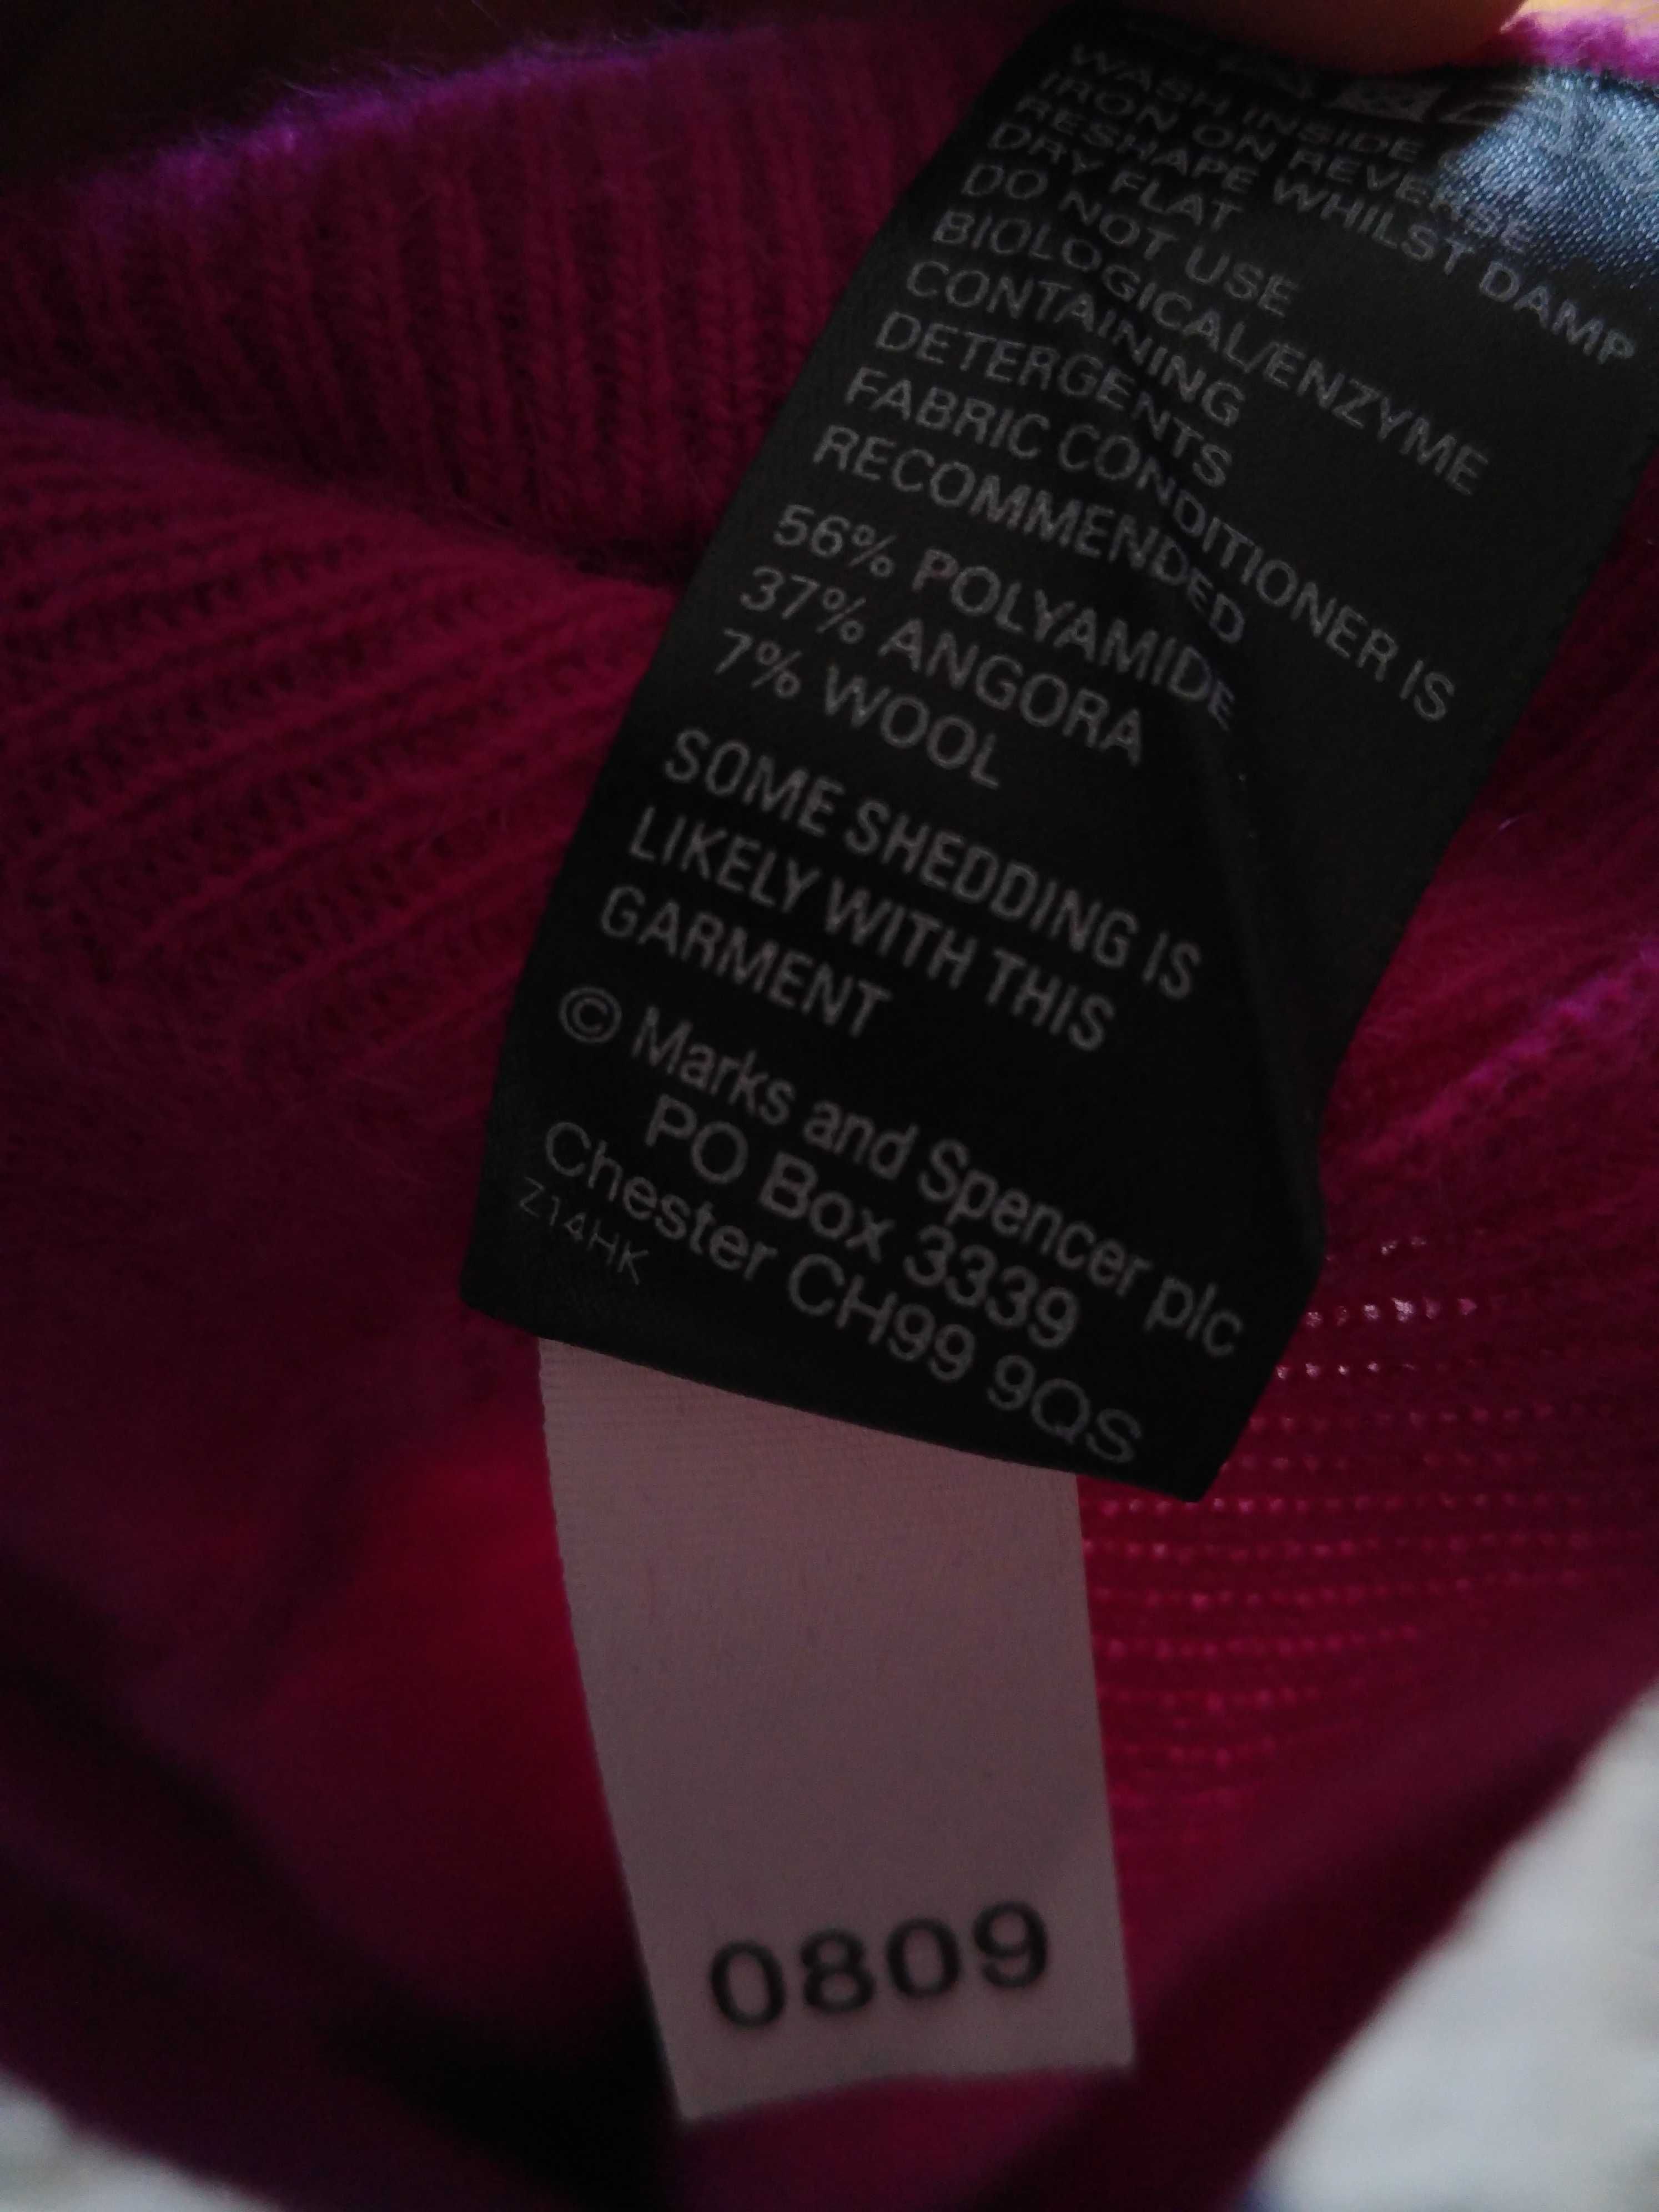 WASH INSIDE
IRON ON REVERSE
RESHAPE WHILST DAMP
DRY FLAT
DO NOT USE
BIOLOGICAL/ENZYME
CONTAINING
DETERGENTS
FABRIC CONDITIONER IS
RECOMMENDED
56% POLYAMIDE
37% ANGORA
7% WOOL
SOME SHEDDING IS
LIKELY WITH THIS
GARMENT
© Marks and Spencer plc
PO Box 3339
Chester CH99 9QS
Z14HK
0809